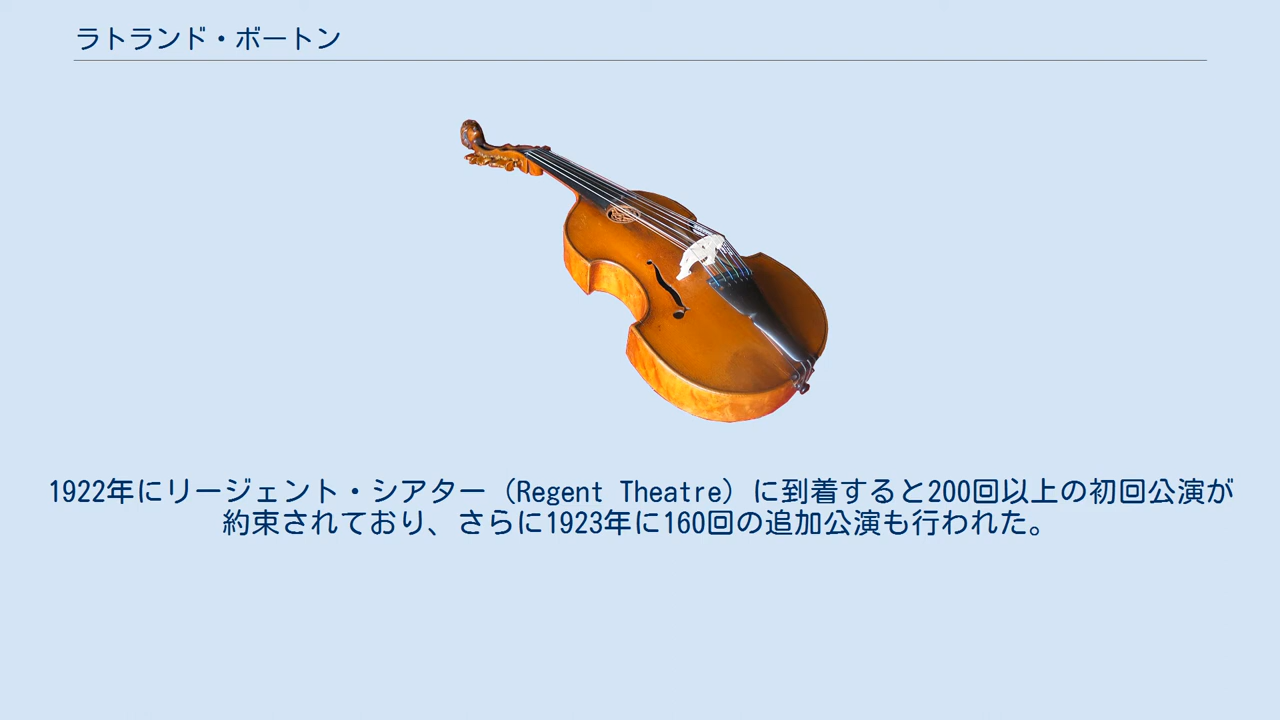 ラトランド・ボートン
1922年にリージェント・シアター（Regent Theatre）に到着すると200回以上の初回公演が
約束されており、さらに1923年に160回の追加公演も行われた。